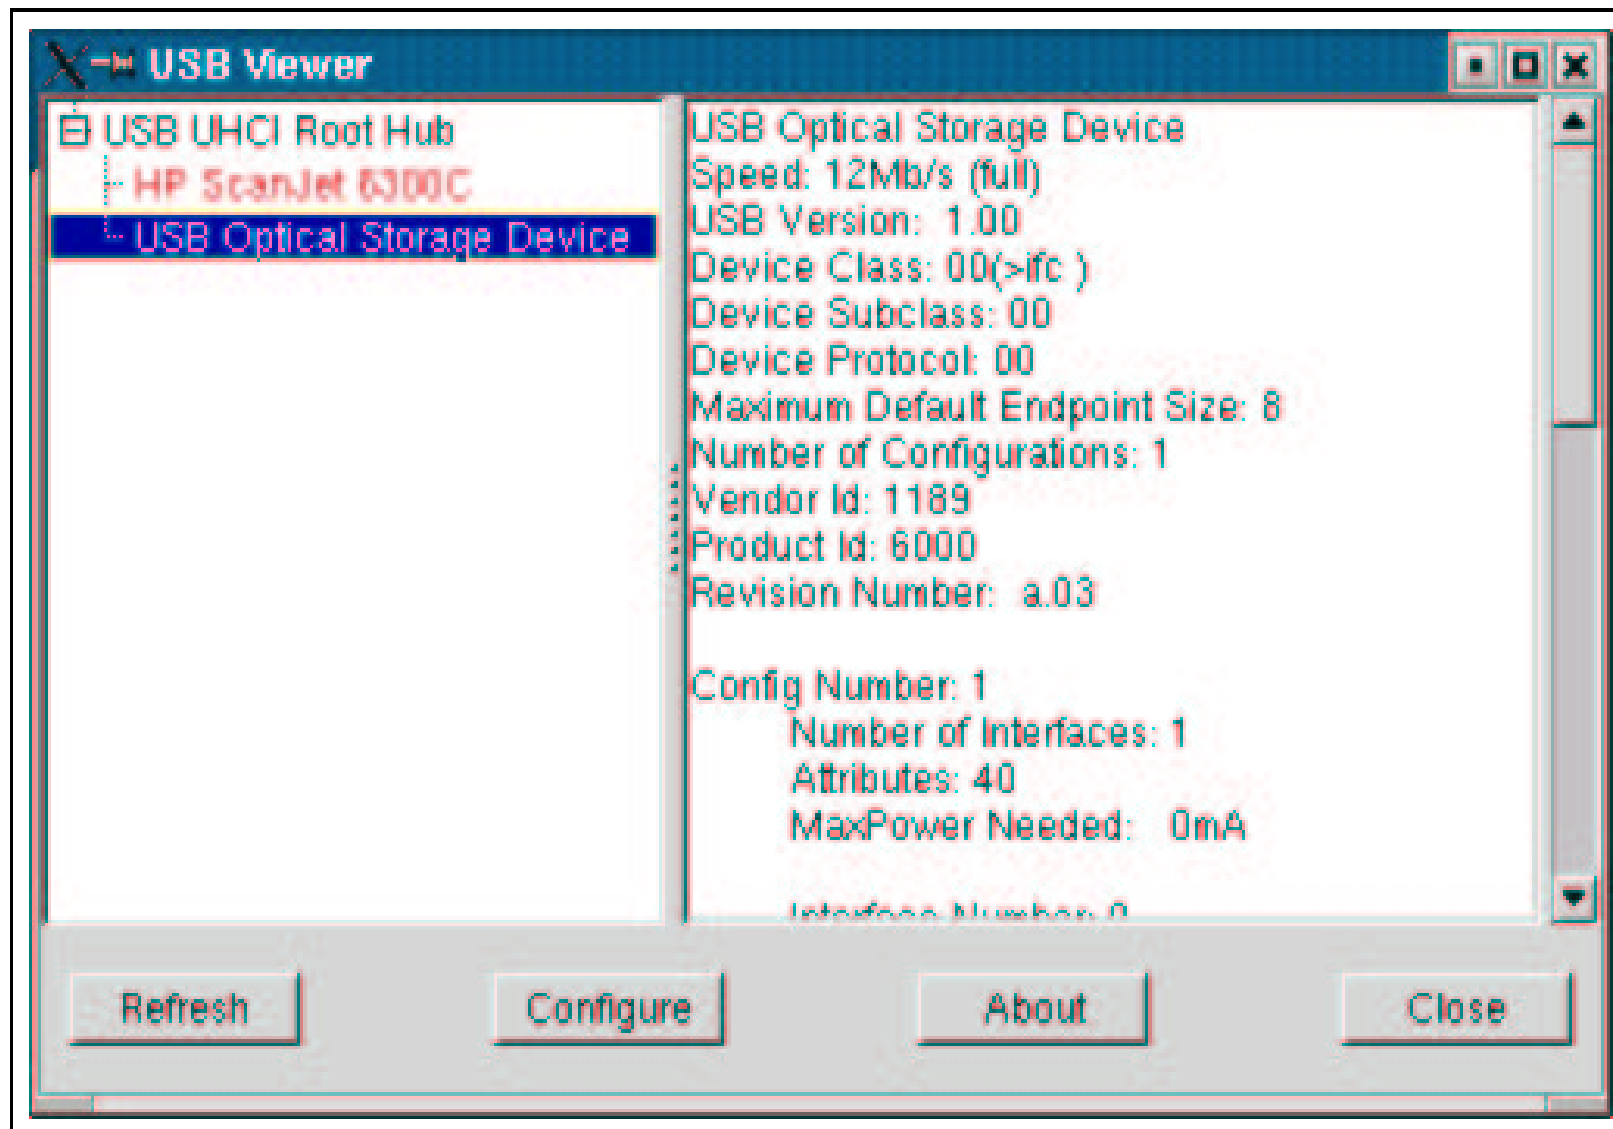 USB Viewer
USB UHCI Root Hub
HP ScanJet 6300C
USB Optical Storage Device
USB Optical Storage Device
Speed: 12Mb/s (full)
USB Version:  1.00
Device Class: 00(>ifc )
Device Subclass: 00
Device Protocol: 00
Maximum Default Endpoint Size: 8
Number of Configurations: 1
Vendor Id: 1189
Product Id: 6000
Revision Number:  a.03
Config Number: 1
Number of Interfaces: 1
Attributes: 40
MaxPower Needed:   0mA
Interface Number: 0
Refresh
Configure
About
Close